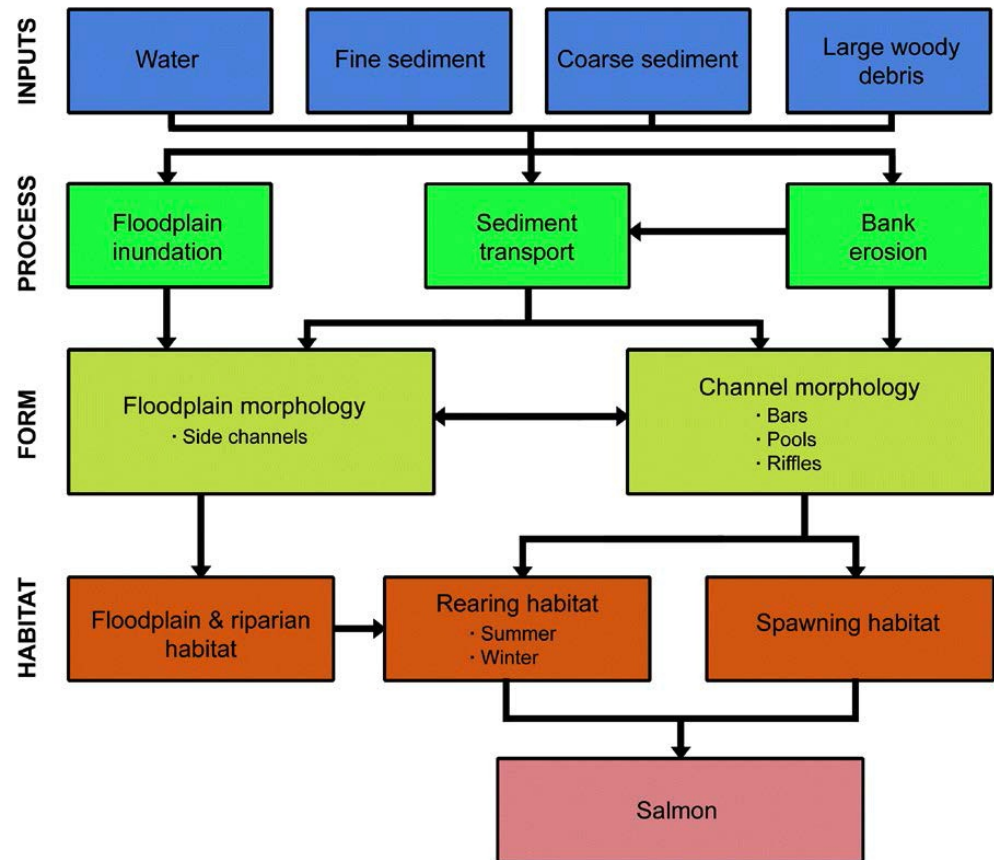 INPUTS
Water
Fine sediment
Coarse sediment
Large woody
debris
PROCESS
Floodplain
inundation
Sediment
transport
Bank
erosion
FORM
Floodplain morphology
· Side channels
Channel morphology
· Bars
· Pools
· Riffles
HABITAT
Floodplain & riparian
habitat
Rearing habitat
· Summer
· Winter
Spawning habitat
Salmon